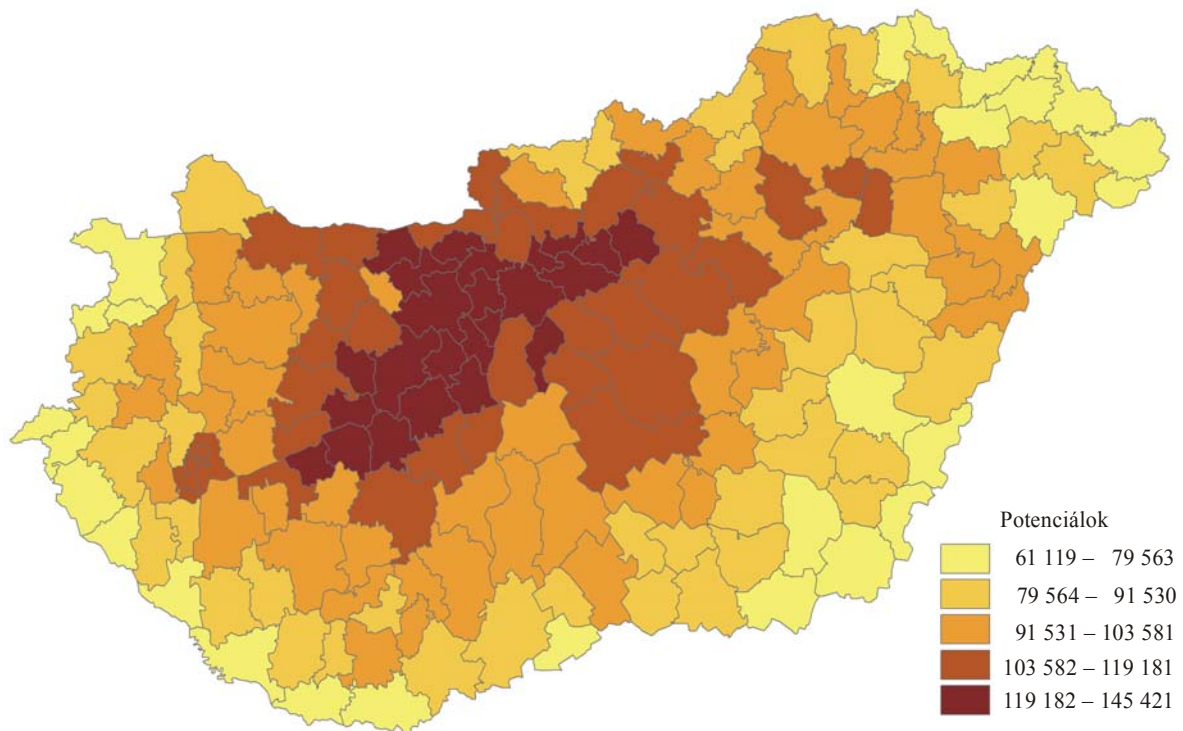 Potenciálok
61 119 – 79 563
79 564 – 91 530
91 531 – 103 581
103 582 – 119 181
119 182 – 145 421